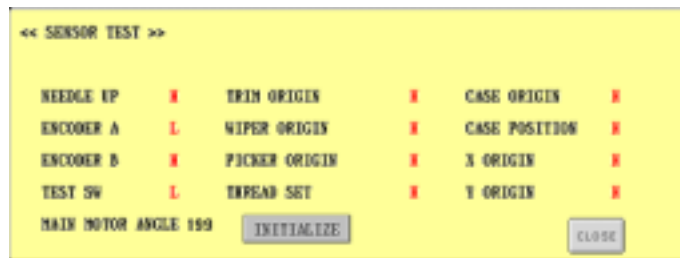 << SENSOR TEST >>
NEEDLE UP H TRIM ORIGIN H CASE ORIGIN H
ENCODER A L WIPER ORIGIN H CASE POSITION H
ENCODER B H PICKER ORIGIN H X ORIGIN H
TEST SW L THREAD SET H Y ORIGIN H
MAIN MOTOR ANGLE 199 INITIALIZE CLOSE